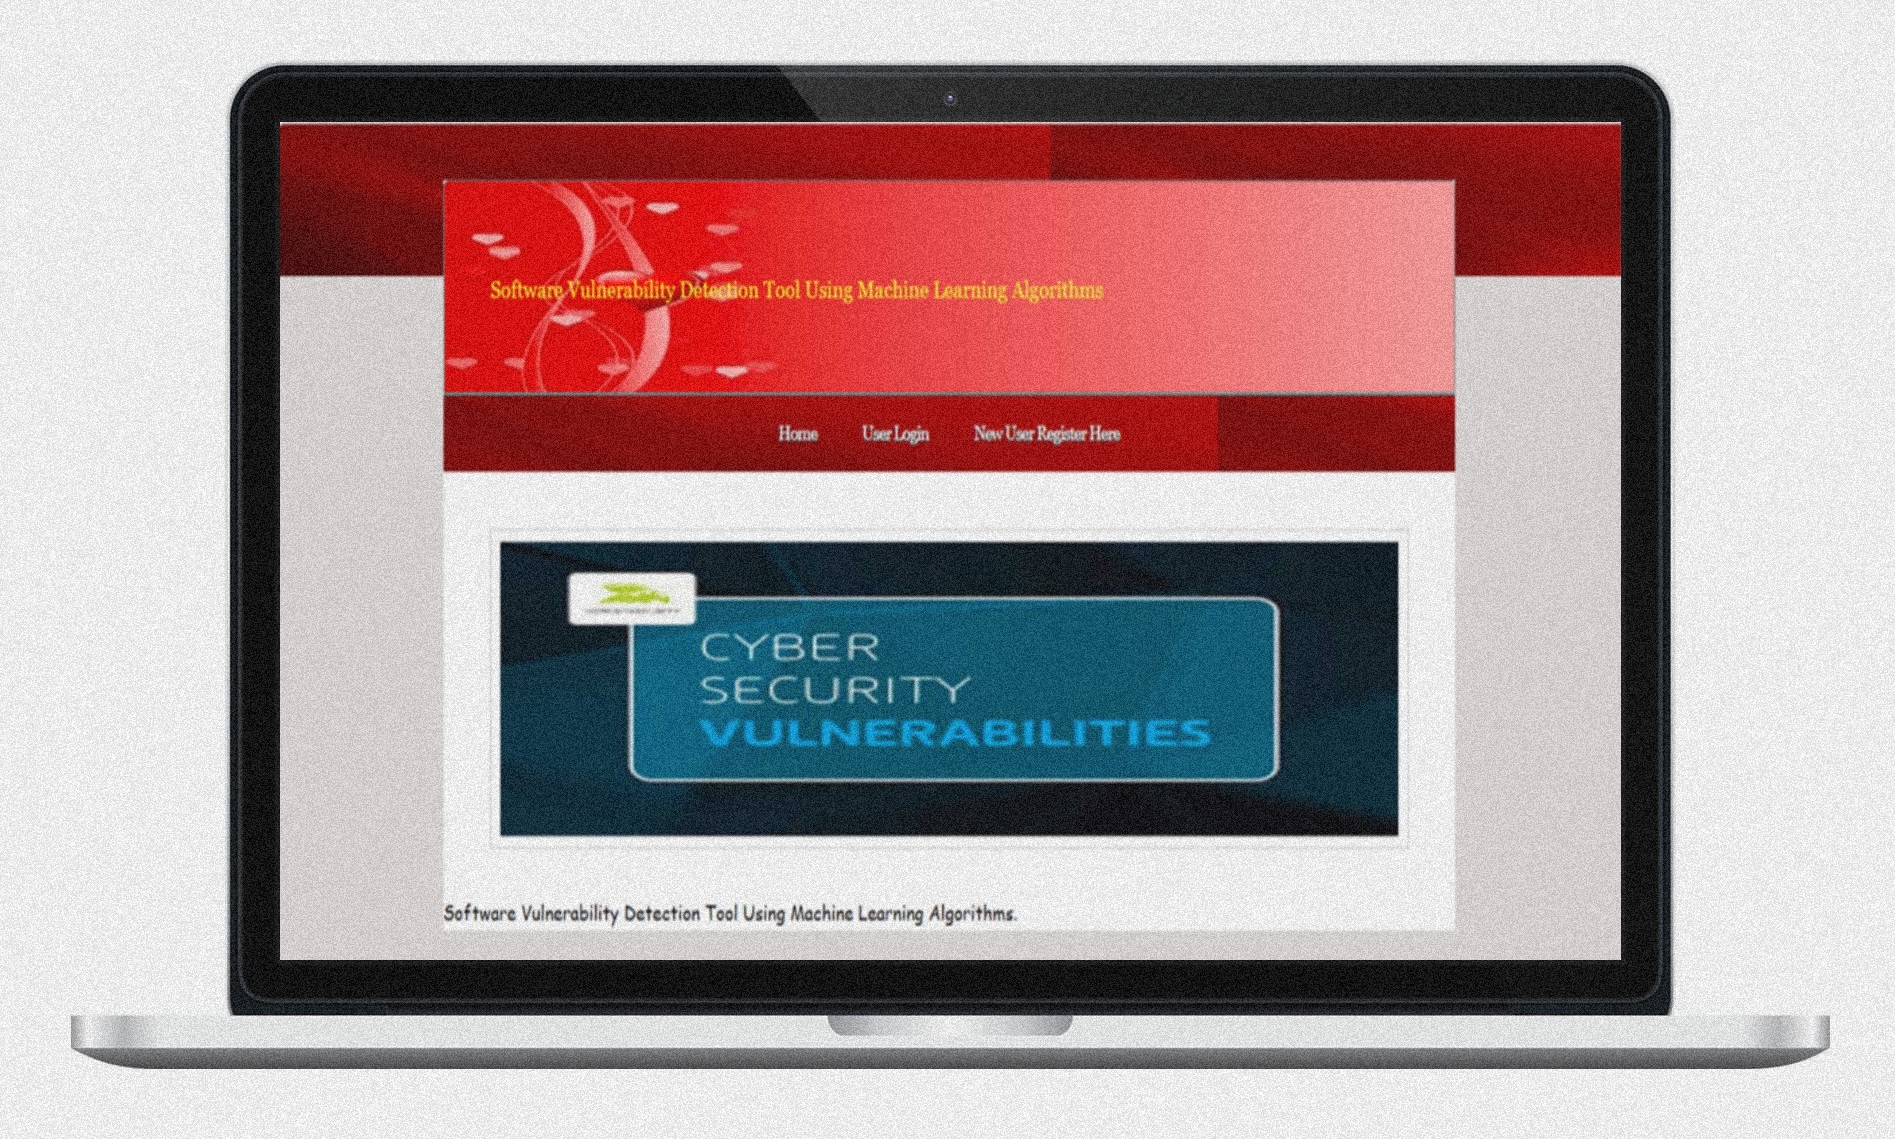 Software Vulnerability Detection Tool Using Machine Learning Algorithms
Home User Login New User Register Here
CYBER
SECURITY
VULNERABILITIES
Software Vulnerability Detection Tool Using Machine Learning Algorithms.